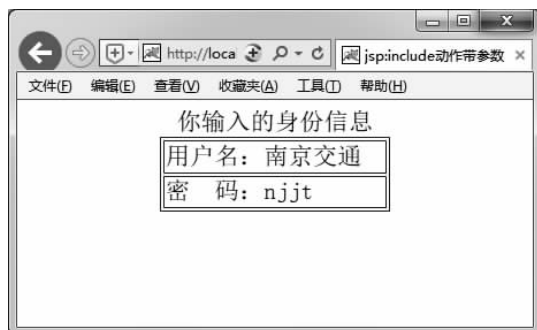 http://loca
jsp:include动作带参数
文件(F) 编辑(E) 查看(V) 收藏夹(A) 工具(T) 帮助(H)
你输入的身份信息
用户名：南京交通
密 码：njjt